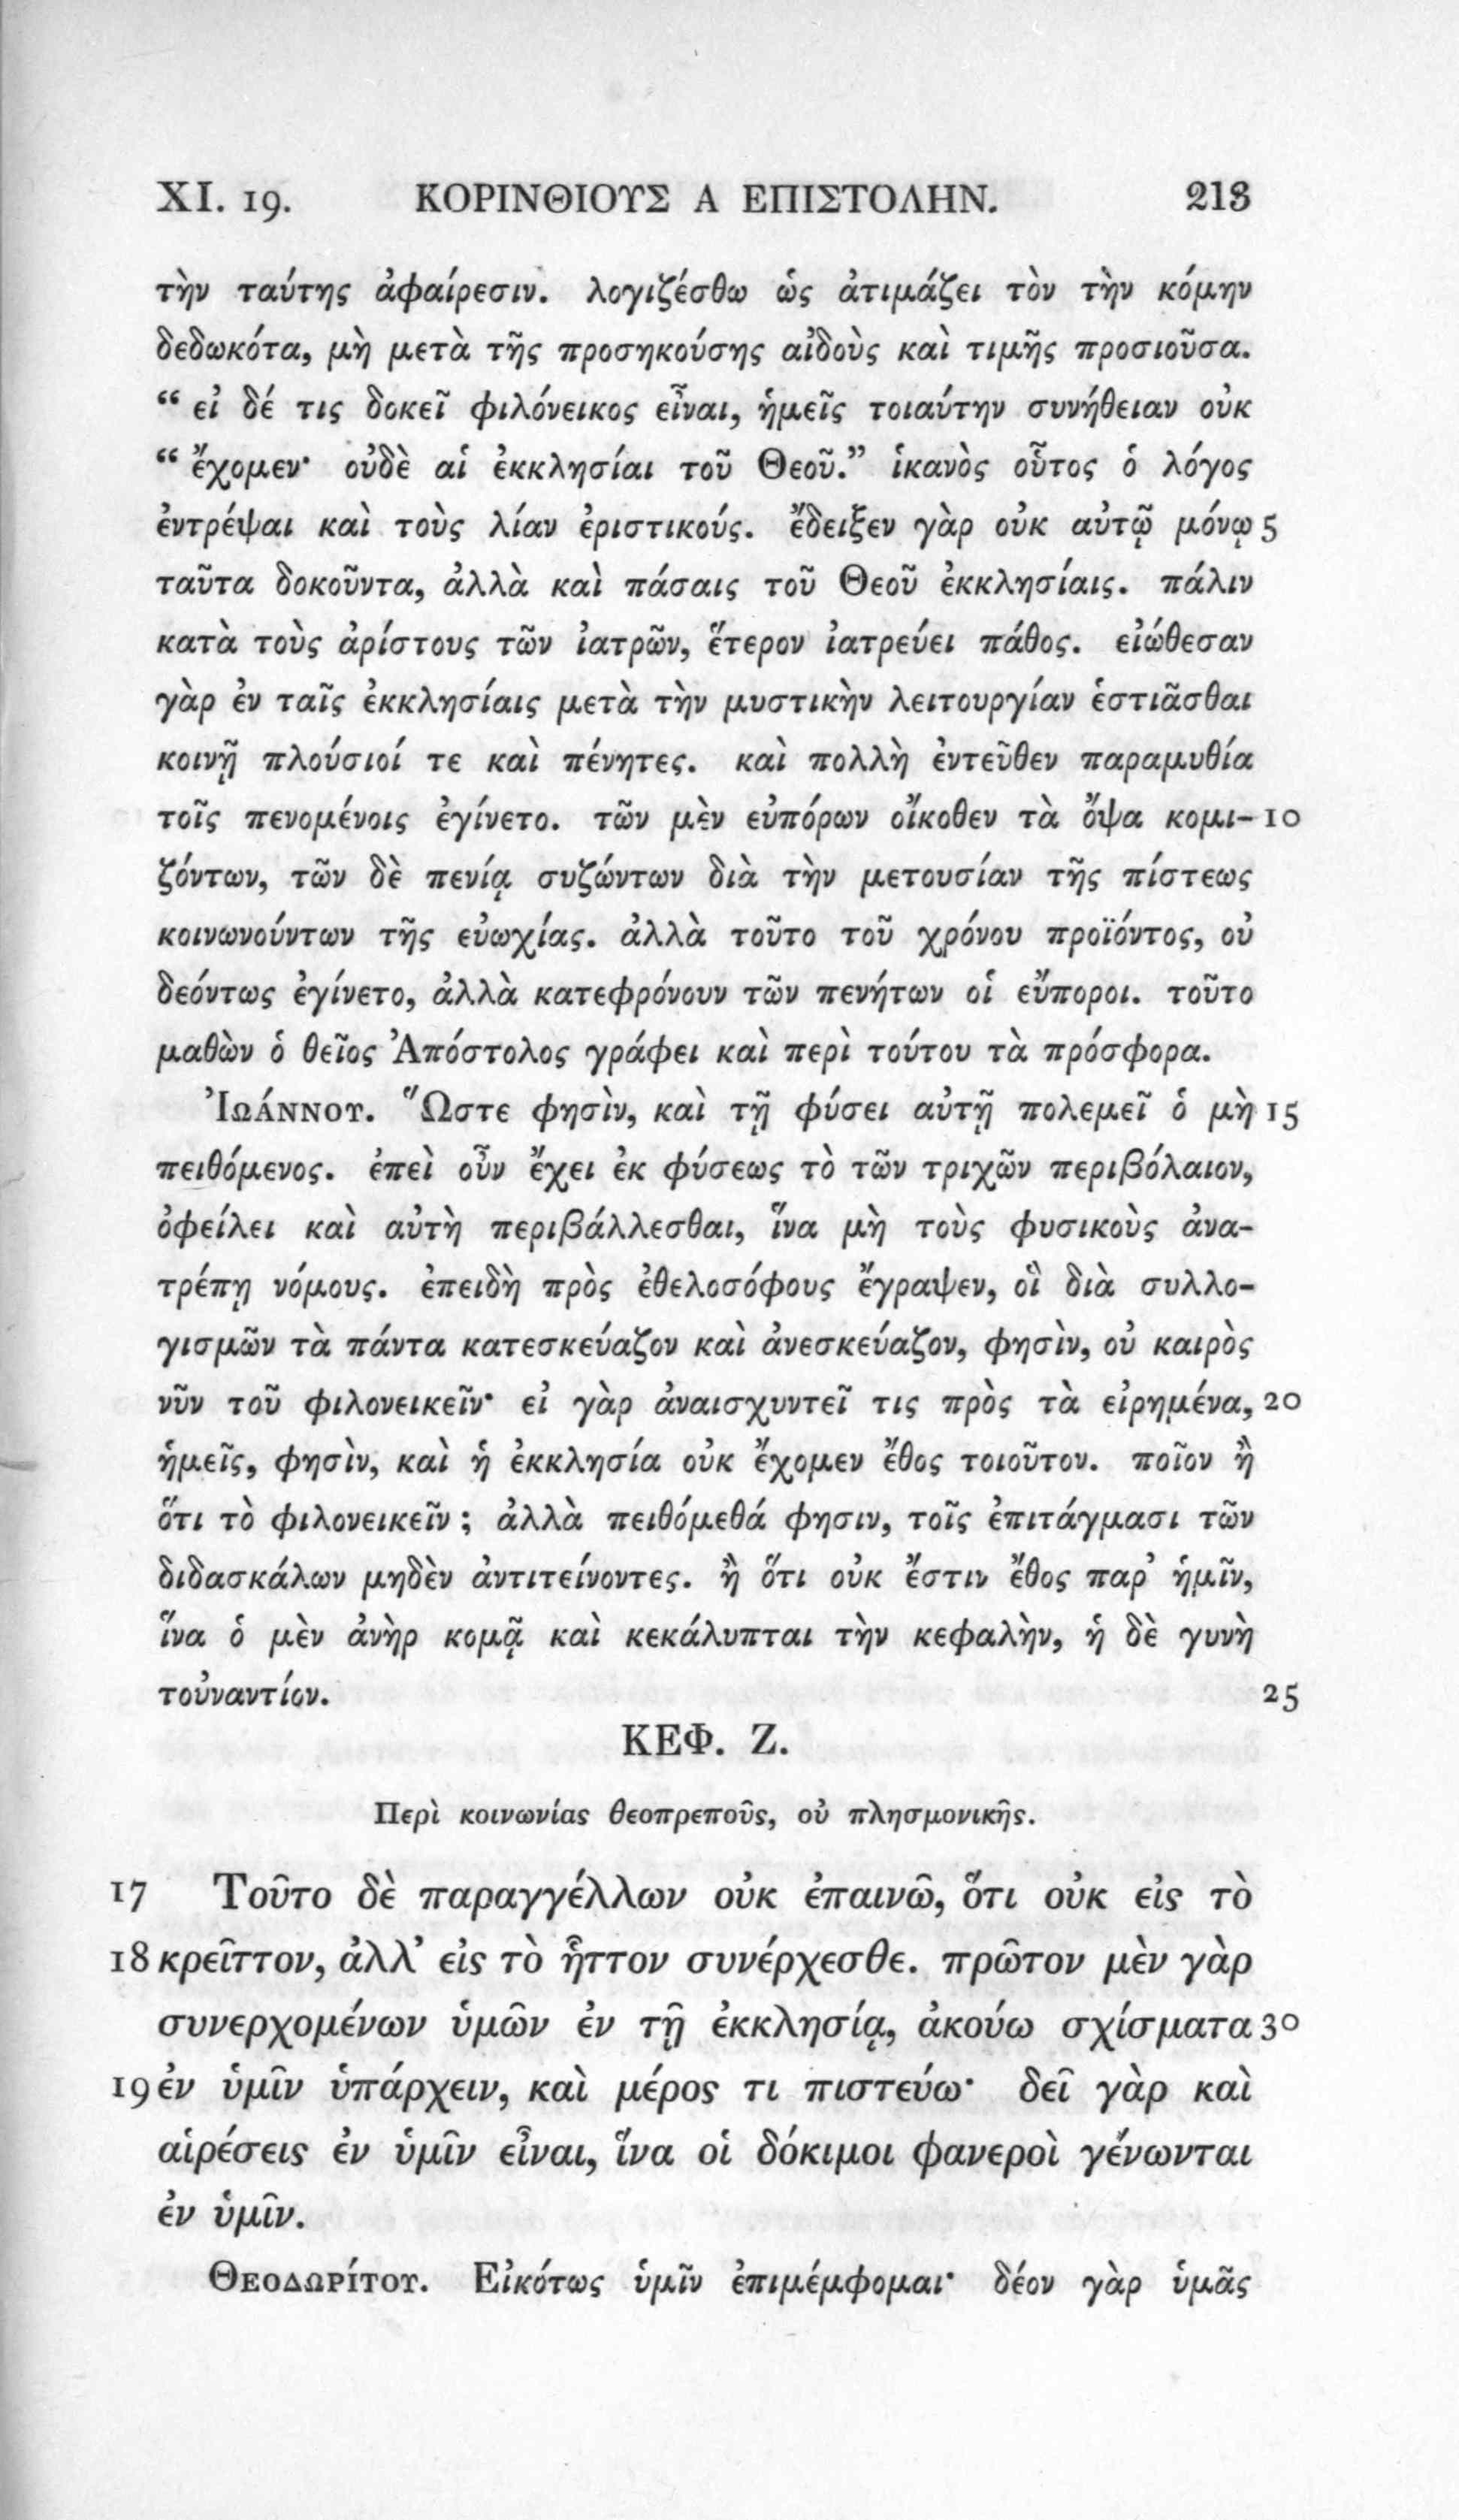 XI. 19. ΚΟΡΙΝΘΙΟΥΣ Α ΕΠΙΣΤΟΛΗΝ. 213
τὴν ταύτης ἀφαίρεσιν. λογιζέσθω ὡς ἀτιμάζει τὸν τὴν κόμην
δεδωκότα, μὴ μετὰ τῆς προσηκούσης αἰδοὺς καὶ τιμῆς προσιοῦσα.
“ εἰ δέ τις δοκεῖ φιλόνεικος εἶναι, ἡμεῖς τοιαύτην συνήθειαν οὐκ
“ ἔχομεν· οὐδὲ αἱ ἐκκλησίαι τοῦ Θεοῦ.” ἱκανὸς οὗτος ὁ λόγος
ἐντρέψαι καὶ τοὺς λίαν ἐριστικούς. ἔδειξεν γὰρ οὐκ αὐτῷ μόνῳ 5
ταῦτα δοκοῦντα, ἀλλὰ καὶ πάσαις τοῦ Θεοῦ ἐκκλησίαις. πάλιν
κατὰ τοὺς ἀρίστους τῶν ἰατρῶν, ἕτερον ἰατρεύει πάθος. εἰώθεσαν
γὰρ ἐν ταῖς ἐκκλησίαις μετὰ τὴν μυστικὴν λειτουργίαν ἑστιᾶσθαι
κοινῇ πλούσιοί τε καὶ πένητες. καὶ πολλὴ ἐντεῦθεν παραμυθία
τοῖς πενομένοις ἐγίνετο. τῶν μὲν εὐπόρων οἴκοθεν τὰ ὄψα κομι- 10
ζόντων, τῶν δὲ πενίᾳ συζώντων διὰ τὴν μετουσίαν τῆς πίστεως
κοινωνούντων τῆς εὐωχίας. ἀλλὰ τοῦτο τοῦ χρόνου προϊόντος, οὐ
δεόντως ἐγίνετο, ἀλλὰ κατεφρόνουν τῶν πενήτων οἱ εὔποροι. τοῦτο
μαθὼν ὁ θεῖος Ἀπόστολος γράφει καὶ περὶ τούτου τὰ πρόσφορα.
Ἰωάννου. Ὥστε φησὶν, καὶ τῇ φύσει αὐτῇ πολεμεῖ ὁ μὴ 15
πειθόμενος. ἐπεὶ οὖν ἔχει ἐκ φύσεως τὸ τῶν τριχῶν περιβόλαιον,
ὀφείλει καὶ αὐτὴ περιβάλλεσθαι, ἵνα μὴ τοὺς φυσικοὺς ἀνα-
τρέπῃ νόμους. ἐπειδὴ πρὸς ἐθελοσόφους ἔγραψεν, οἳ διὰ συλλο-
γισμῶν τὰ πάντα κατεσκεύαζον καὶ ἀνεσκεύαζον, φησὶν, οὐ καιρὸς
νῦν τοῦ φιλονεικεῖν· εἰ γὰρ ἀναισχυντεῖ τις πρὸς τὰ εἰρημένα, 20
ἡμεῖς, φησὶν, καὶ ἡ ἐκκλησία οὐκ ἔχομεν ἔθος τοιοῦτον. ποῖον ἢ
ὅτι τὸ φιλονεικεῖν ; ἀλλὰ πειθόμεθά φησιν, τοῖς ἐπιτάγμασι τῶν
διδασκάλων μηδὲν ἀντιτείνοντες. ἢ ὅτι οὐκ ἔστιν ἔθος παρ᾿ ἡμῖν,
ἵνα ὁ μὲν ἀνὴρ κομᾷ καὶ κεκάλυπται τὴν κεφαλὴν, ἡ δὲ γυνὴ
τοὐναντίον. 25
ΚΕΦ. Ζ.
Περὶ κοινωνίας θεοπρεποῦς, οὐ πλησμονικῆς.
17 Τοῦτο δὲ παραγγέλλων οὐκ ἐπαινῶ, ὅτι οὐκ εἰς τὸ
18 κρεῖττον, ἀλλ᾿ εἰς τὸ ἧττον συνέρχεσθε. πρῶτον μὲν γὰρ
συνερχομένων ὑμῶν ἐν τῇ ἐκκλησίᾳ, ἀκούω σχίσματα 30
19 ἐν ὑμῖν ὑπάρχειν, καὶ μέρος τι πιστεύω· δεῖ γὰρ καὶ
αἱρέσεις ἐν ὑμῖν εἶναι, ἵνα οἱ δόκιμοι φανεροὶ γένωνται
ἐν ὑμῖν.
Θεοδωρίτου. Εἰκότως ὑμῖν ἐπιμέμφομαι· δέον γὰρ ὑμᾶς